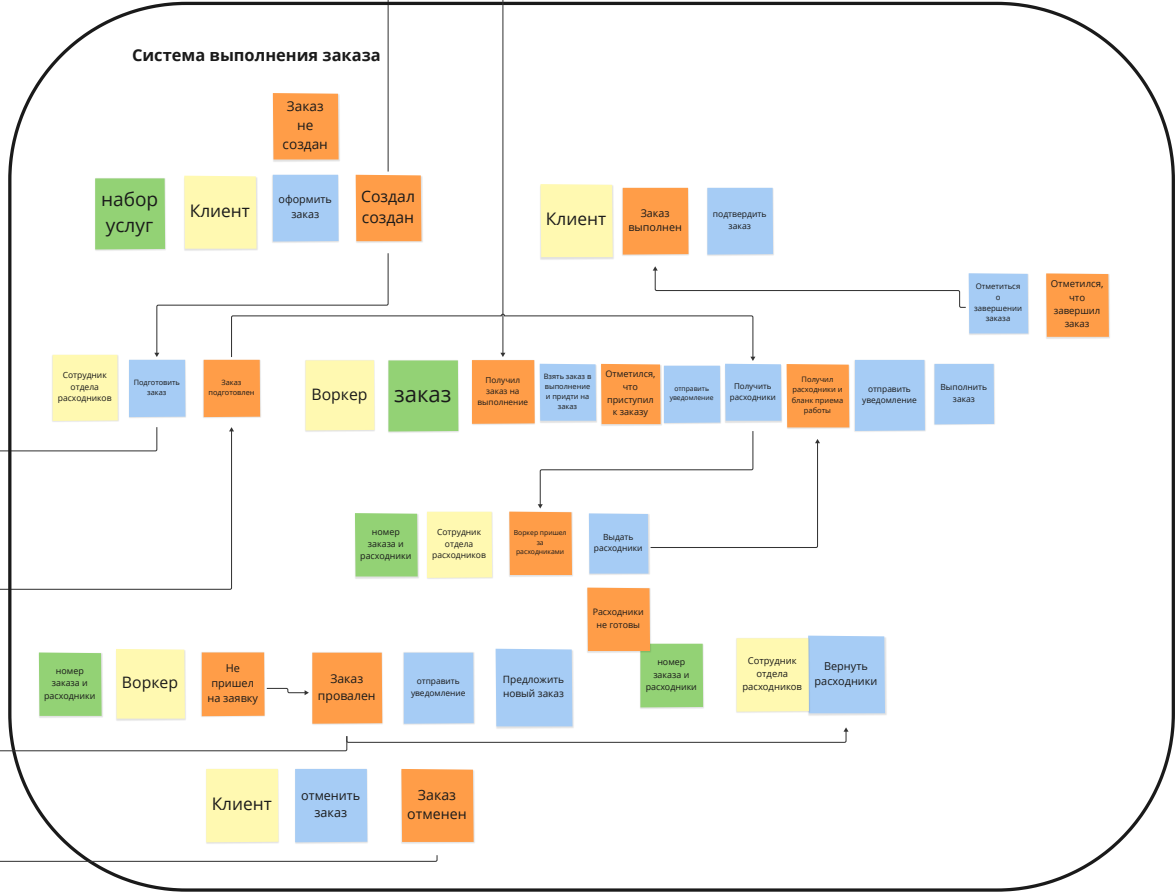 Система выполнения заказа
Заказ
не
создан
набор
услуг
Клиент
оформить
заказ
Создал
создан
Клиент
Заказ
выполнен
подтвердить
заказ
Отметиться
о
завершении
заказа
Отметился,
что
завершил
заказ
Сотрудник
отдела
расходников
Подготовить
заказ
Заказ
подготовлен
Воркер
заказ
Получил
заказ на
выполнение
Взять заказ в
выполнение
и придти на
заказ
Отметился,
что
приступил
к заказу
отправить
уведомление
Получить
расходники
Получил
расходники и
бланк приема
работы
отправить
уведомление
Выполнить
заказ
номер
заказа и
расходники
Сотрудник
отдела
расходников
Воркер пришел
за
расходниками
Выдать
расходники
Расходники
не готовы
номер
заказа и
расходники
Воркер
Не
пришел
на заявку
Заказ
провален
отправить
уведомление
Предложить
новый заказ
номер
заказа и
расходники
Сотрудник
отдела
расходников
Вернуть
расходники
Клиент
отменить
заказ
Заказ
отменен